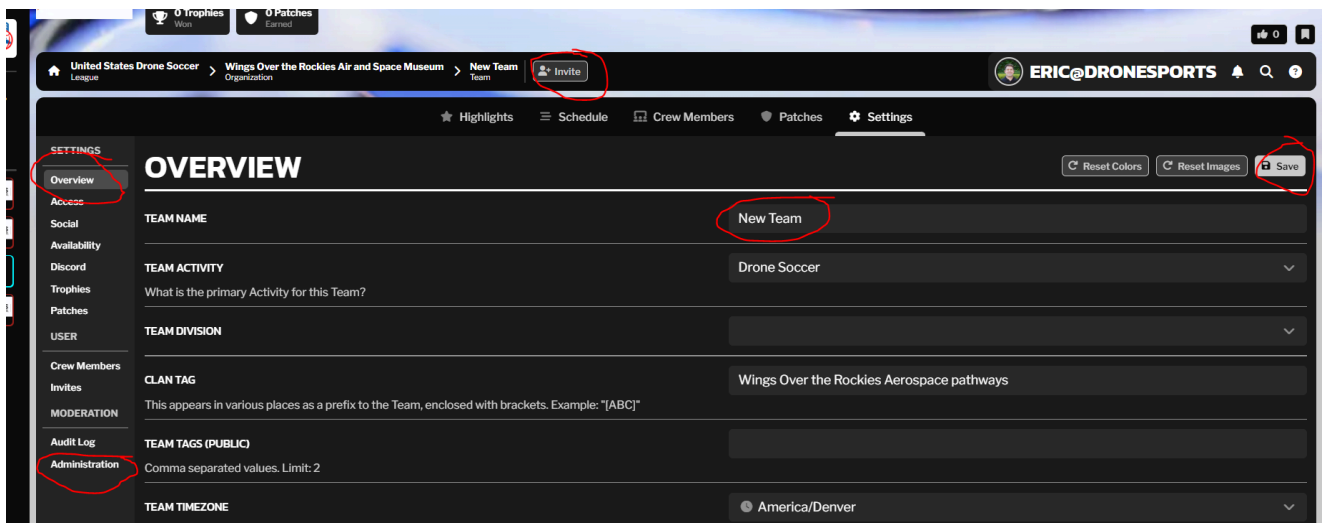 0 Trophies
Won
0 Patches
Earned
0
United States Drone Soccer
League
Wings Over the Rockies Air and Space Museum
Organization
New Team
Team
Invite
ERIC@DRONESPORTS
Highlights
Schedule
Crew Members
Patches
Settings
SETTINGS
Overview
Access
Social
Availability
Discord
Trophies
Patches
USER
Crew Members
Invites
MODERATION
Audit Log
Administration
OVERVIEW
Reset Colors
Reset Images
Save
TEAM NAME
New Team
TEAM ACTIVITY
What is the primary Activity for this Team?
Drone Soccer
TEAM DIVISION
CLAN TAG
This appears in various places as a prefix to the Team, enclosed with brackets. Example: "[ABC]"
Wings Over the Rockies Aerospace pathways
TEAM TAGS (PUBLIC)
Comma separated values. Limit: 2
TEAM TIMEZONE
America/Denver